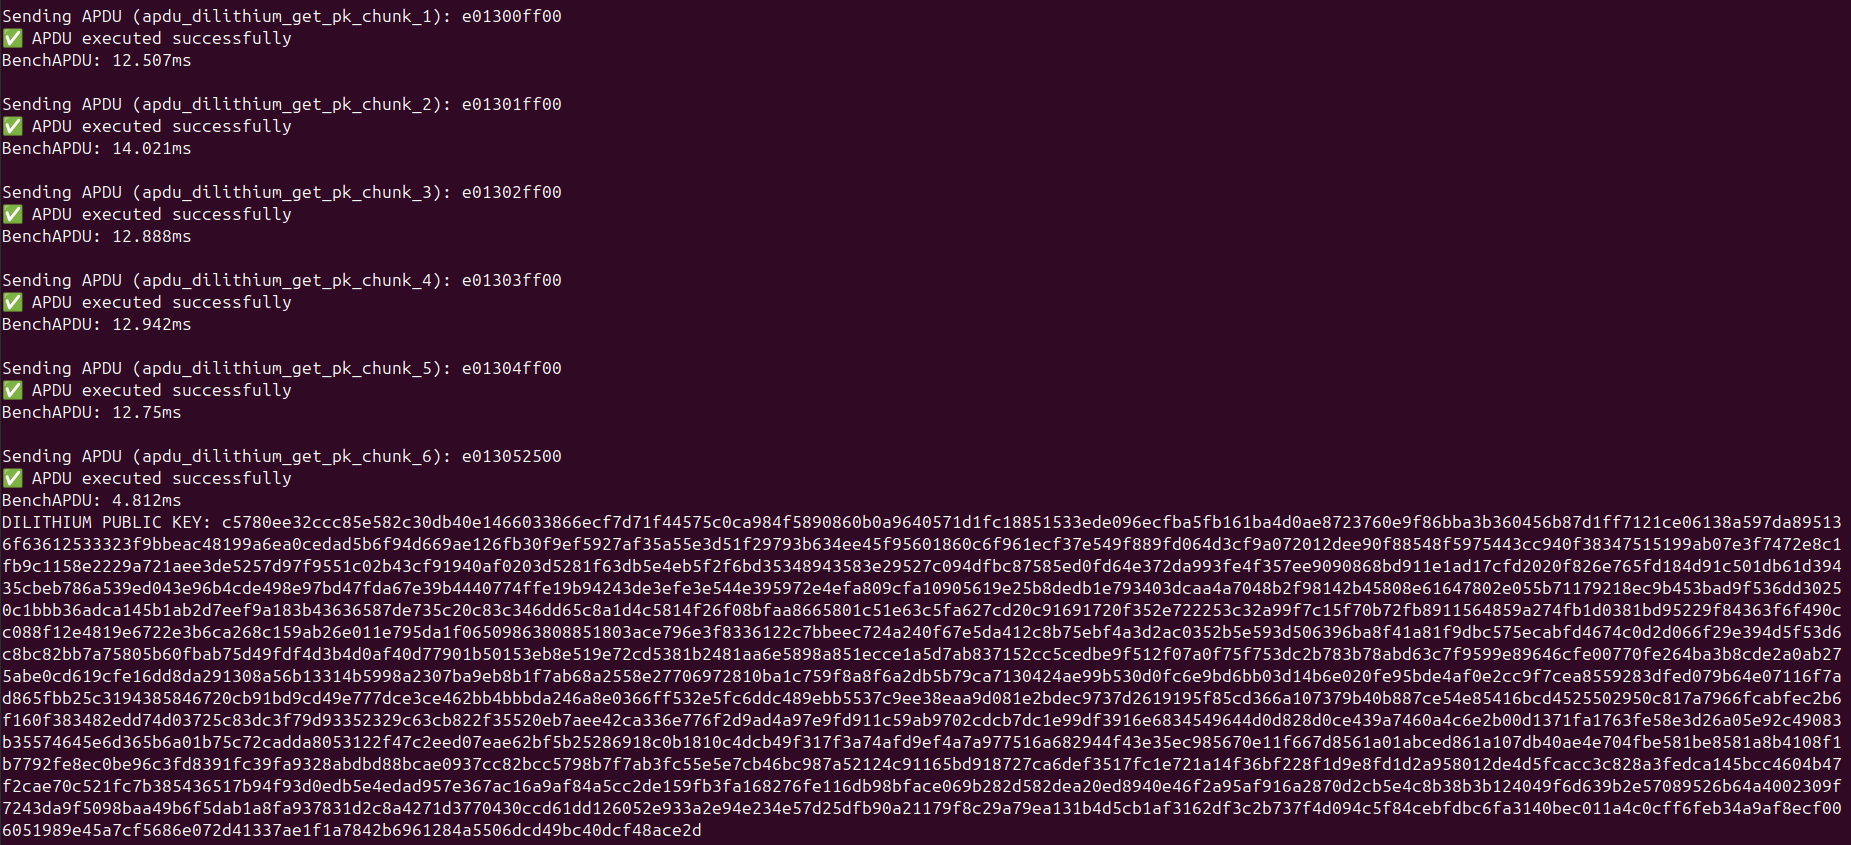 Sending APDU (apdu_dilithium_get_pk_chunk_1): e01300ff00
✅ APDU executed successfully
BenchAPDU: 12.507ms
Sending APDU (apdu_dilithium_get_pk_chunk_2): e01301ff00
✅ APDU executed successfully
BenchAPDU: 14.021ms
Sending APDU (apdu_dilithium_get_pk_chunk_3): e01302ff00
✅ APDU executed successfully
BenchAPDU: 12.888ms
Sending APDU (apdu_dilithium_get_pk_chunk_4): e01303ff00
✅ APDU executed successfully
BenchAPDU: 12.942ms
Sending APDU (apdu_dilithium_get_pk_chunk_5): e01304ff00
✅ APDU executed successfully
BenchAPDU: 12.75ms
Sending APDU (apdu_dilithium_get_pk_chunk_6): e013052500
✅ APDU executed successfully
BenchAPDU: 4.812ms
DILITHIUM PUBLIC KEY: c5780ee32ccc85e582c30db40e1466033866ecf7d71f44575c0ca984f5890860b0a9640571d1fc18851533ede096ecfba5fb161ba4d0ae8723760e9f86bba3b360456b87d1ff7121ce06138a597da895136
6f63612533323f9bbeac48199a6ea0cedad5b6f94d669ae126fb30f9ef5927af35a55e3d51f29793b634ee45f95601860c6f961ecf37e549f889fd064d3cf9a072012dee90f88548f5975443cc940f38347515199ab07e3f7472e8c1
fb9c1158e2229a721aee3de5257d97f9551c02b43cf91940af0203d5281f63db5e4eb5f2f6bd35348943583e29527c094dfbc87585ed0fd64e372da993fe4f357ee9090868bd911e1ad17cfd2020f826e765fd184d91c501db61d394
35cbeb786a539ed043e96b4cde498e97bd47fda67e39b4440774ffe19b94243de3efe3e544e395972e4efa809cfa10905619e25b8dedb1e793403dcaa4a7048b2f98142b45808e61647802e055b71179218ec9b453bad9f536dd3025
0c1bbb36adca145b1ab2d7eef9a183b43636587de735c20c83c346dd65c8a1d4c5814f26f08bfaa8665801c51e63c5fa627cd20c91691720f352e722253c32a99f7c15f70b72fb8911564859a274fb1d0381bd95229f84363f6f490c
c088f12e4819e6722e3b6ca268c159ab26e011e795da1f06509863808851803ace796e3f8336122c7bbeec724a240f67e5da412c8b75ebf4a3d2ac0352b5e593d506396ba8f41a81f9dbc575ecabfd4674c0d2d066f29e394d5f53d6
c8bc82bb7a75805b60fbab75d49fdf4d3b4d0af40d77901b50153eb8e519e72cd5381b2481aa6e5898a851ecce1a5d7ab837152cc5cedbe9f512f07a0f75f753dc2b783b78abd63c7f9599e89646cfe00770fe264ba3b8cde2a0ab27
5abe0cd619cfe16dd8da291308a56b13314b5998a2307ba9eb8b1f7ab68a2558e27706972810ba1c759f8a8f6a2db5b79ca7130424ae99b530d0fc6e9bd6bb03d14b6e020fe95bde4af0e2cc9f7cea8559283dfed079b64e07116f7a
d865fbb25c3194385846720cb91bd9cd49e777dce3ce462bb4bbbda246a8e0366ff532e5fc6ddc489ebb5537c9ee38eaa9d081e2bdec9737d2619195f85cd366a107379b40b887ce54e85416bcd4525502950c817a7966fcabfec2b6
f160f383482edd74d03725c83dc3f79d93352329c63cb822f35520eb7aee42ca336e776f2d9ad4a97e9fd911c59ab9702cdcb7dc1e99df3916e6834549644d0d828d0ce439a7460a4c6e2b00d1371fa1763fe58e3d26a05e92c49083
b35574645e6d365b6a01b75c72cadda8053122f47c2eed07eae62bf5b25286918c0b1810c4dcb49f317f3a74afd9ef4a7a977516a682944f43e35ec985670e11f667d8561a01abced861a107db40ae4e704fbe581be8581a8b4108f1
b7792fe8ec0be96c3fd8391fc39fa9328abdbd88bcae0937cc82bcc5798b7f7ab3fc55e5e7cb46bc987a52124c91165bd918727ca6def3517fc1e721a14f36bf228f1d9e8fd1d2a958012de4d5fcacc3c828a3fedca145bcc4604b47
f2cae70c521fc7b385436517b94f93d0edb5e4edad957e367ac16a9af84a5cc2de159fb3fa168276fe116db98bface069b282d582dea20ed8940e46f2a95af916a2870d2cb5e4c8b38b3b124049f6d639b2e57089526b64a4002309f
7243da9f5098baa49b6f5dab1a8fa937831d2c8a4271d3770430ccd61dd126052e933a2e94e234e57d25dfb90a21179f8c29a79ea131b4d5cb1af3162df3c2b737f4d094c5f84cebfdbc6fa3140bec011a4c0cff6feb34a9af8ecf00
6051989e45a7cf5686e072d41337ae1f1a7842b6961284a5506dcd49bc40dcf48ace2d